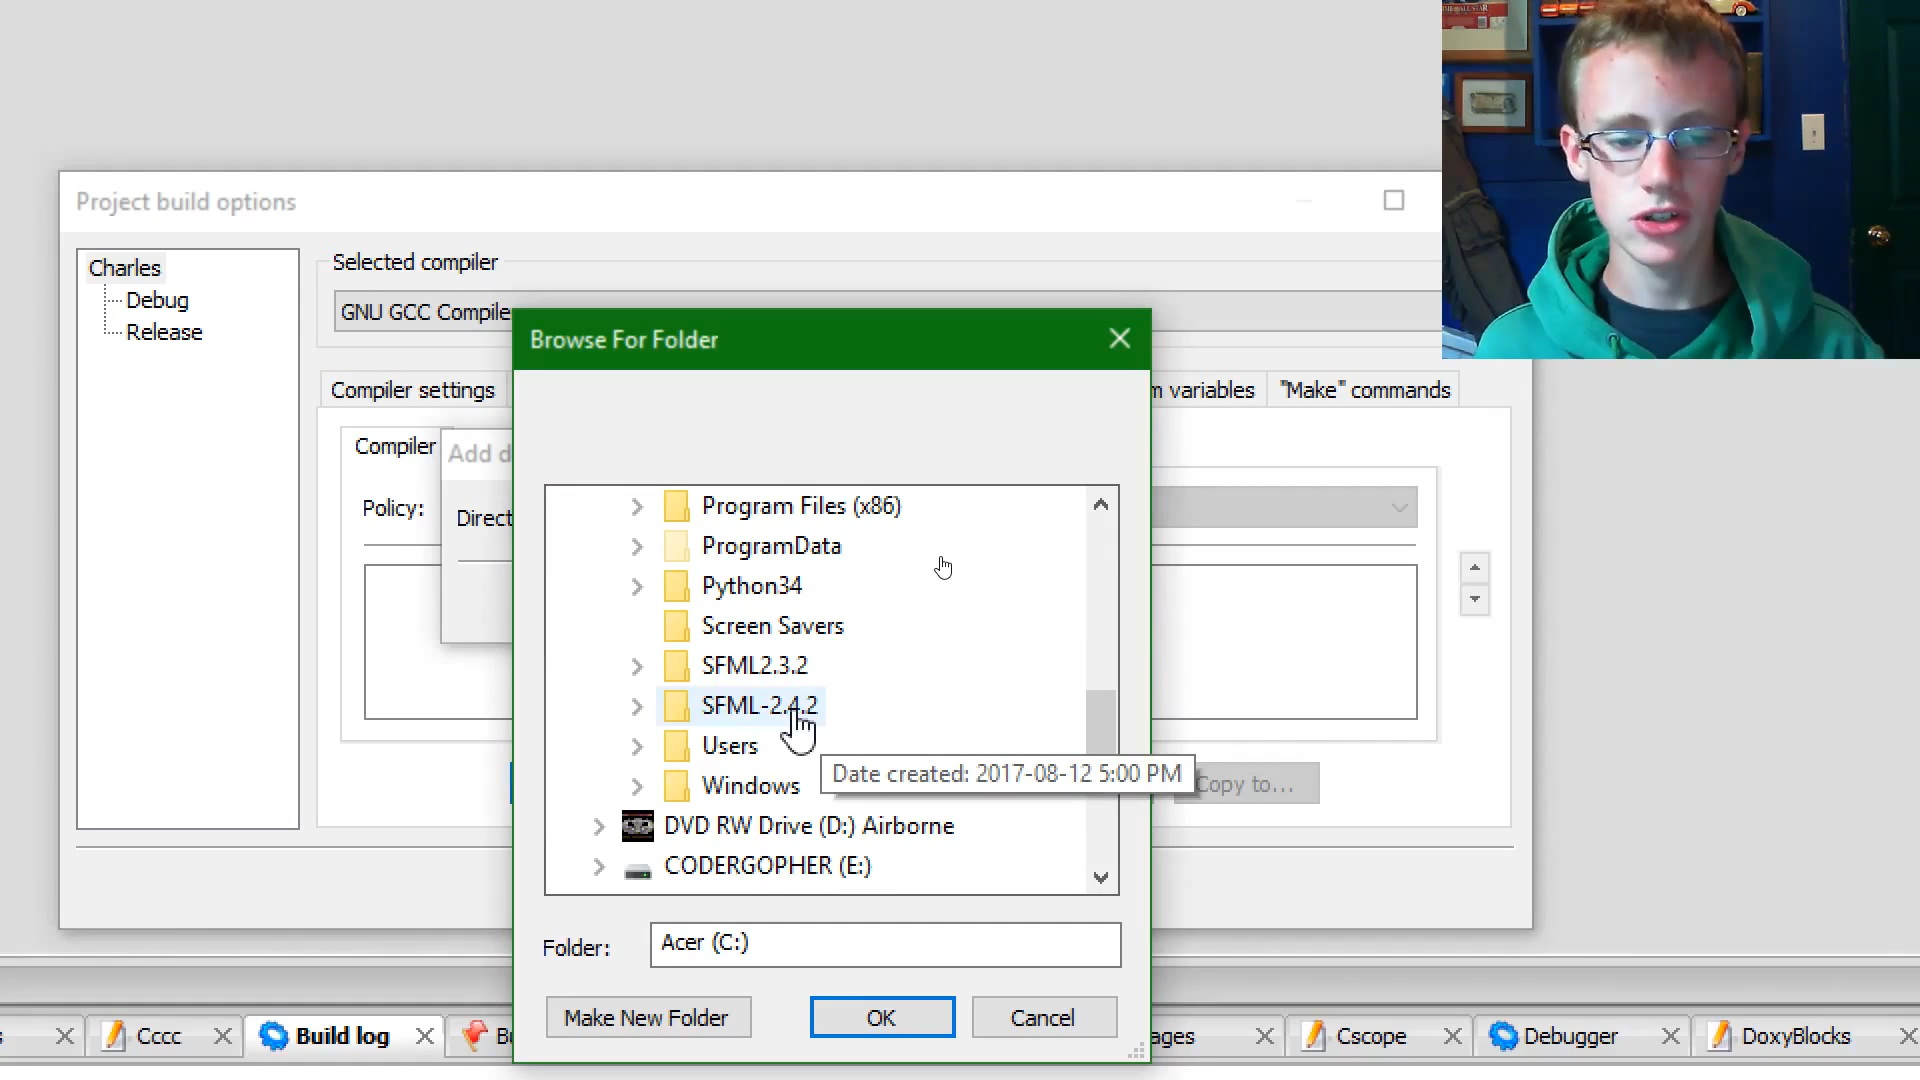 Project build options
Charles
Debug
Release
Selected compiler
GNU GCC Compile
Browse For Folder
Compiler settings
m variables
"Make" commands
Compiler
Add d
Policy:
Direct
Program Files (x86)
ProgramData
Python34
Screen Savers
SFML2.3.2
SFML-2.4.2
Users
Windows
Date created: 2017-08-12 5:00 PM
Copy to...
DVD RW Drive (D:) Airborne
CODERGOPHER (E:)
Folder:
Acer (C:)
Make New Folder
OK
Cancel
s
Cccc
Build log
Bu
ages
Cscope
Debugger
DoxyBlocks